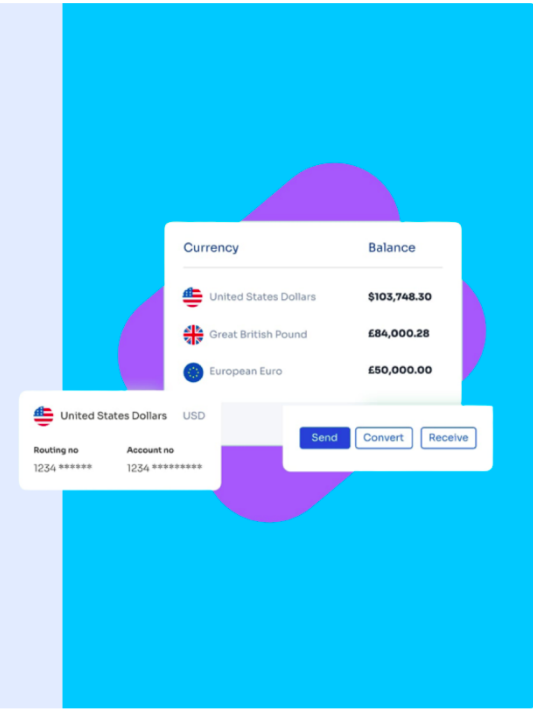 Currency Balance
United States Dollars $103,748.30
Great British Pound £84,000.28
European Euro £50,000.00
United States Dollars USD
Routing no Account no
1234 ****** 1234 *********
Send Convert Receive